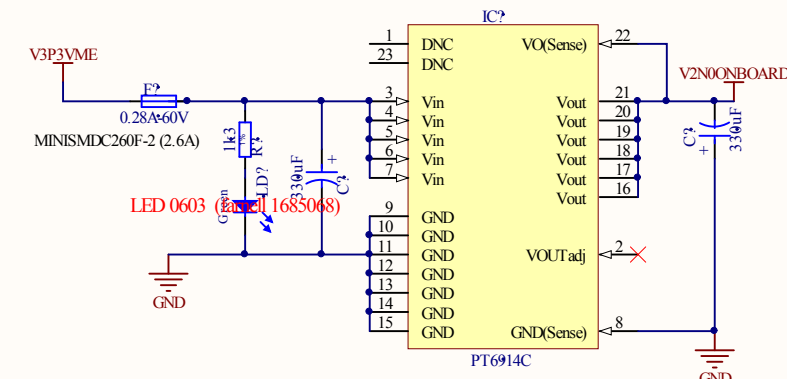 IC?
1 DNC
23 DNC
VO(Sense) 22
V3P3VME
V2N0ONBOARD
F?
0.28A 60V
MINISMDC260F-2 (2.6A)
3 Vin
4 Vin
5 Vin
6 Vin
7 Vin
Vout 21
Vout 20
Vout 19
Vout 18
Vout 17
Vout 16
1k3
1%
R?
LD?
Green
330uF
+
C?
C?
+
330uF
LED 0603 (farnell 1685068)
9 GND
10 GND
11 GND
12 GND
13 GND
14 GND
15 GND
VOUTadj 2
GND(Sense) 8
GND
PT6914C
GND